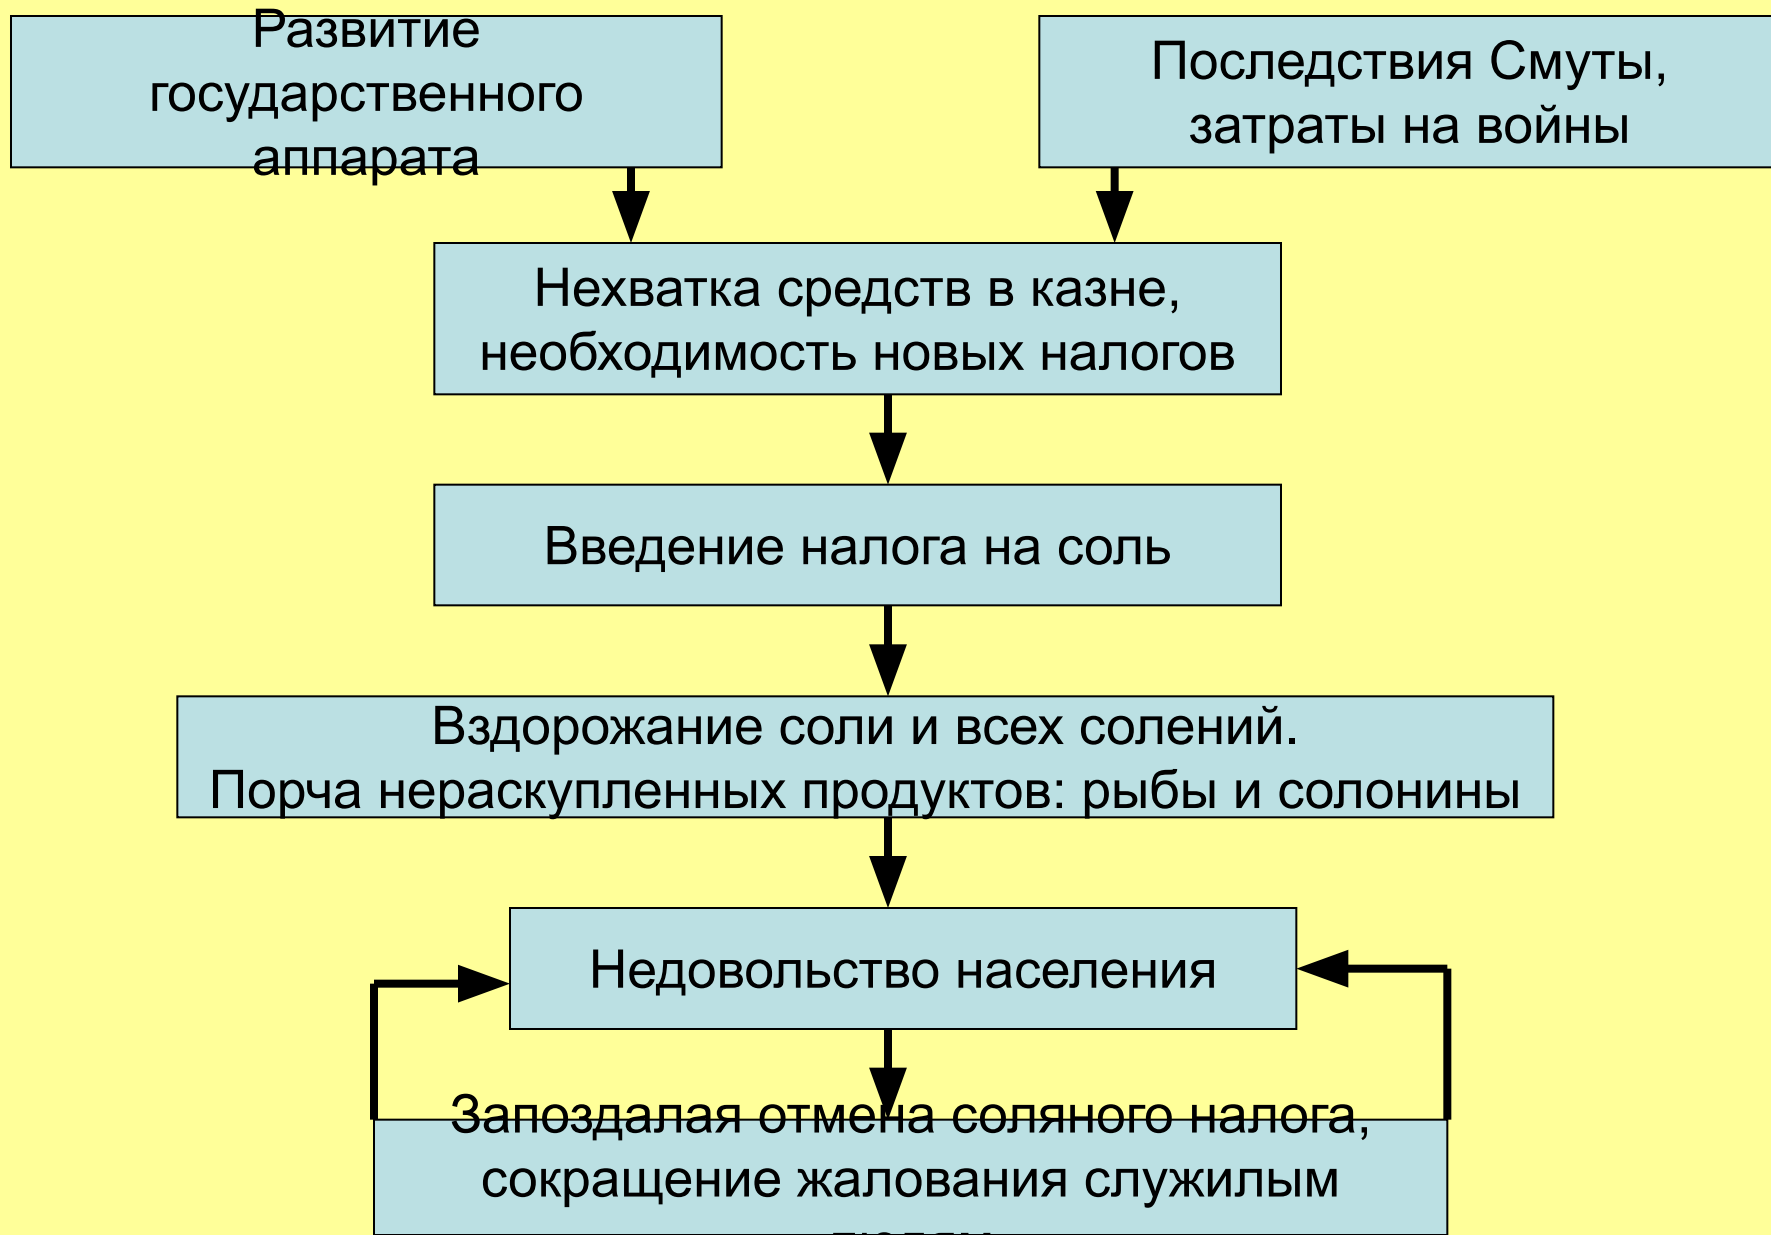 Развитие
государственного
аппарата
Последствия Смуты,
затраты на войны
Нехватка средств в казне,
необходимость новых налогов
Введение налога на соль
Вздорожание соли и всех солений.
Порча нераскупленных продуктов: рыбы и солонины
Недовольство населения
Запоздалая отмена соляного налога,
сокращение жалования служилым